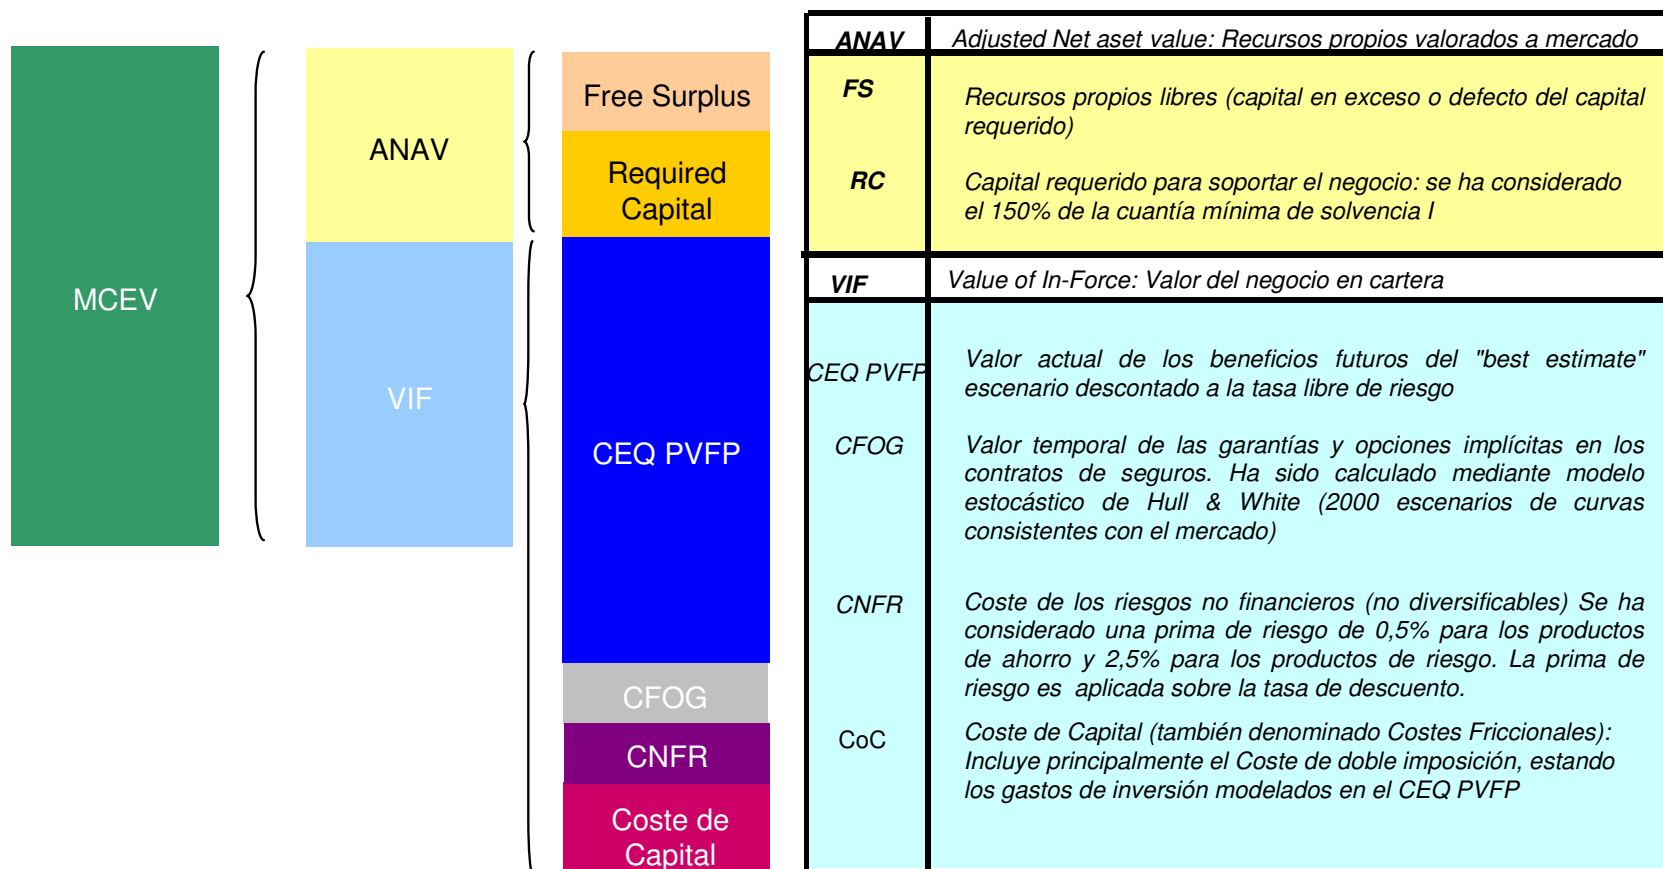 MCEV
ANAV
VIF
Free Surplus
Required
Capital
CEQ PVFP
CFOG
CNFR
Coste de
Capital
ANAV Adjusted Net aset value: Recursos propios valorados a mercado
FS Recursos propios libres (capital en exceso o defecto del capital
requerido)
RC Capital requerido para soportar el negocio: se ha considerado
el 150% de la cuantía mínima de solvencia I
VIF Value of In-Force: Valor del negocio en cartera
CEQ PVFP Valor actual de los beneficios futuros del "best estimate"
escenario descontado a la tasa libre de riesgo
CFOG Valor temporal de las garantías y opciones implícitas en los
contratos de seguros. Ha sido calculado mediante modelo
estocástico de Hull & White (2000 escenarios de curvas
consistentes con el mercado)
CNFR Coste de los riesgos no financieros (no diversificables) Se ha
considerado una prima de riesgo de 0,5% para los productos
de ahorro y 2,5% para los productos de riesgo. La prima de
riesgo es aplicada sobre la tasa de descuento.
CoC Coste de Capital (también denominado Costes Friccionales):
Incluye principalmente el Coste de doble imposición, estando
los gastos de inversión modelados en el CEQ PVFP